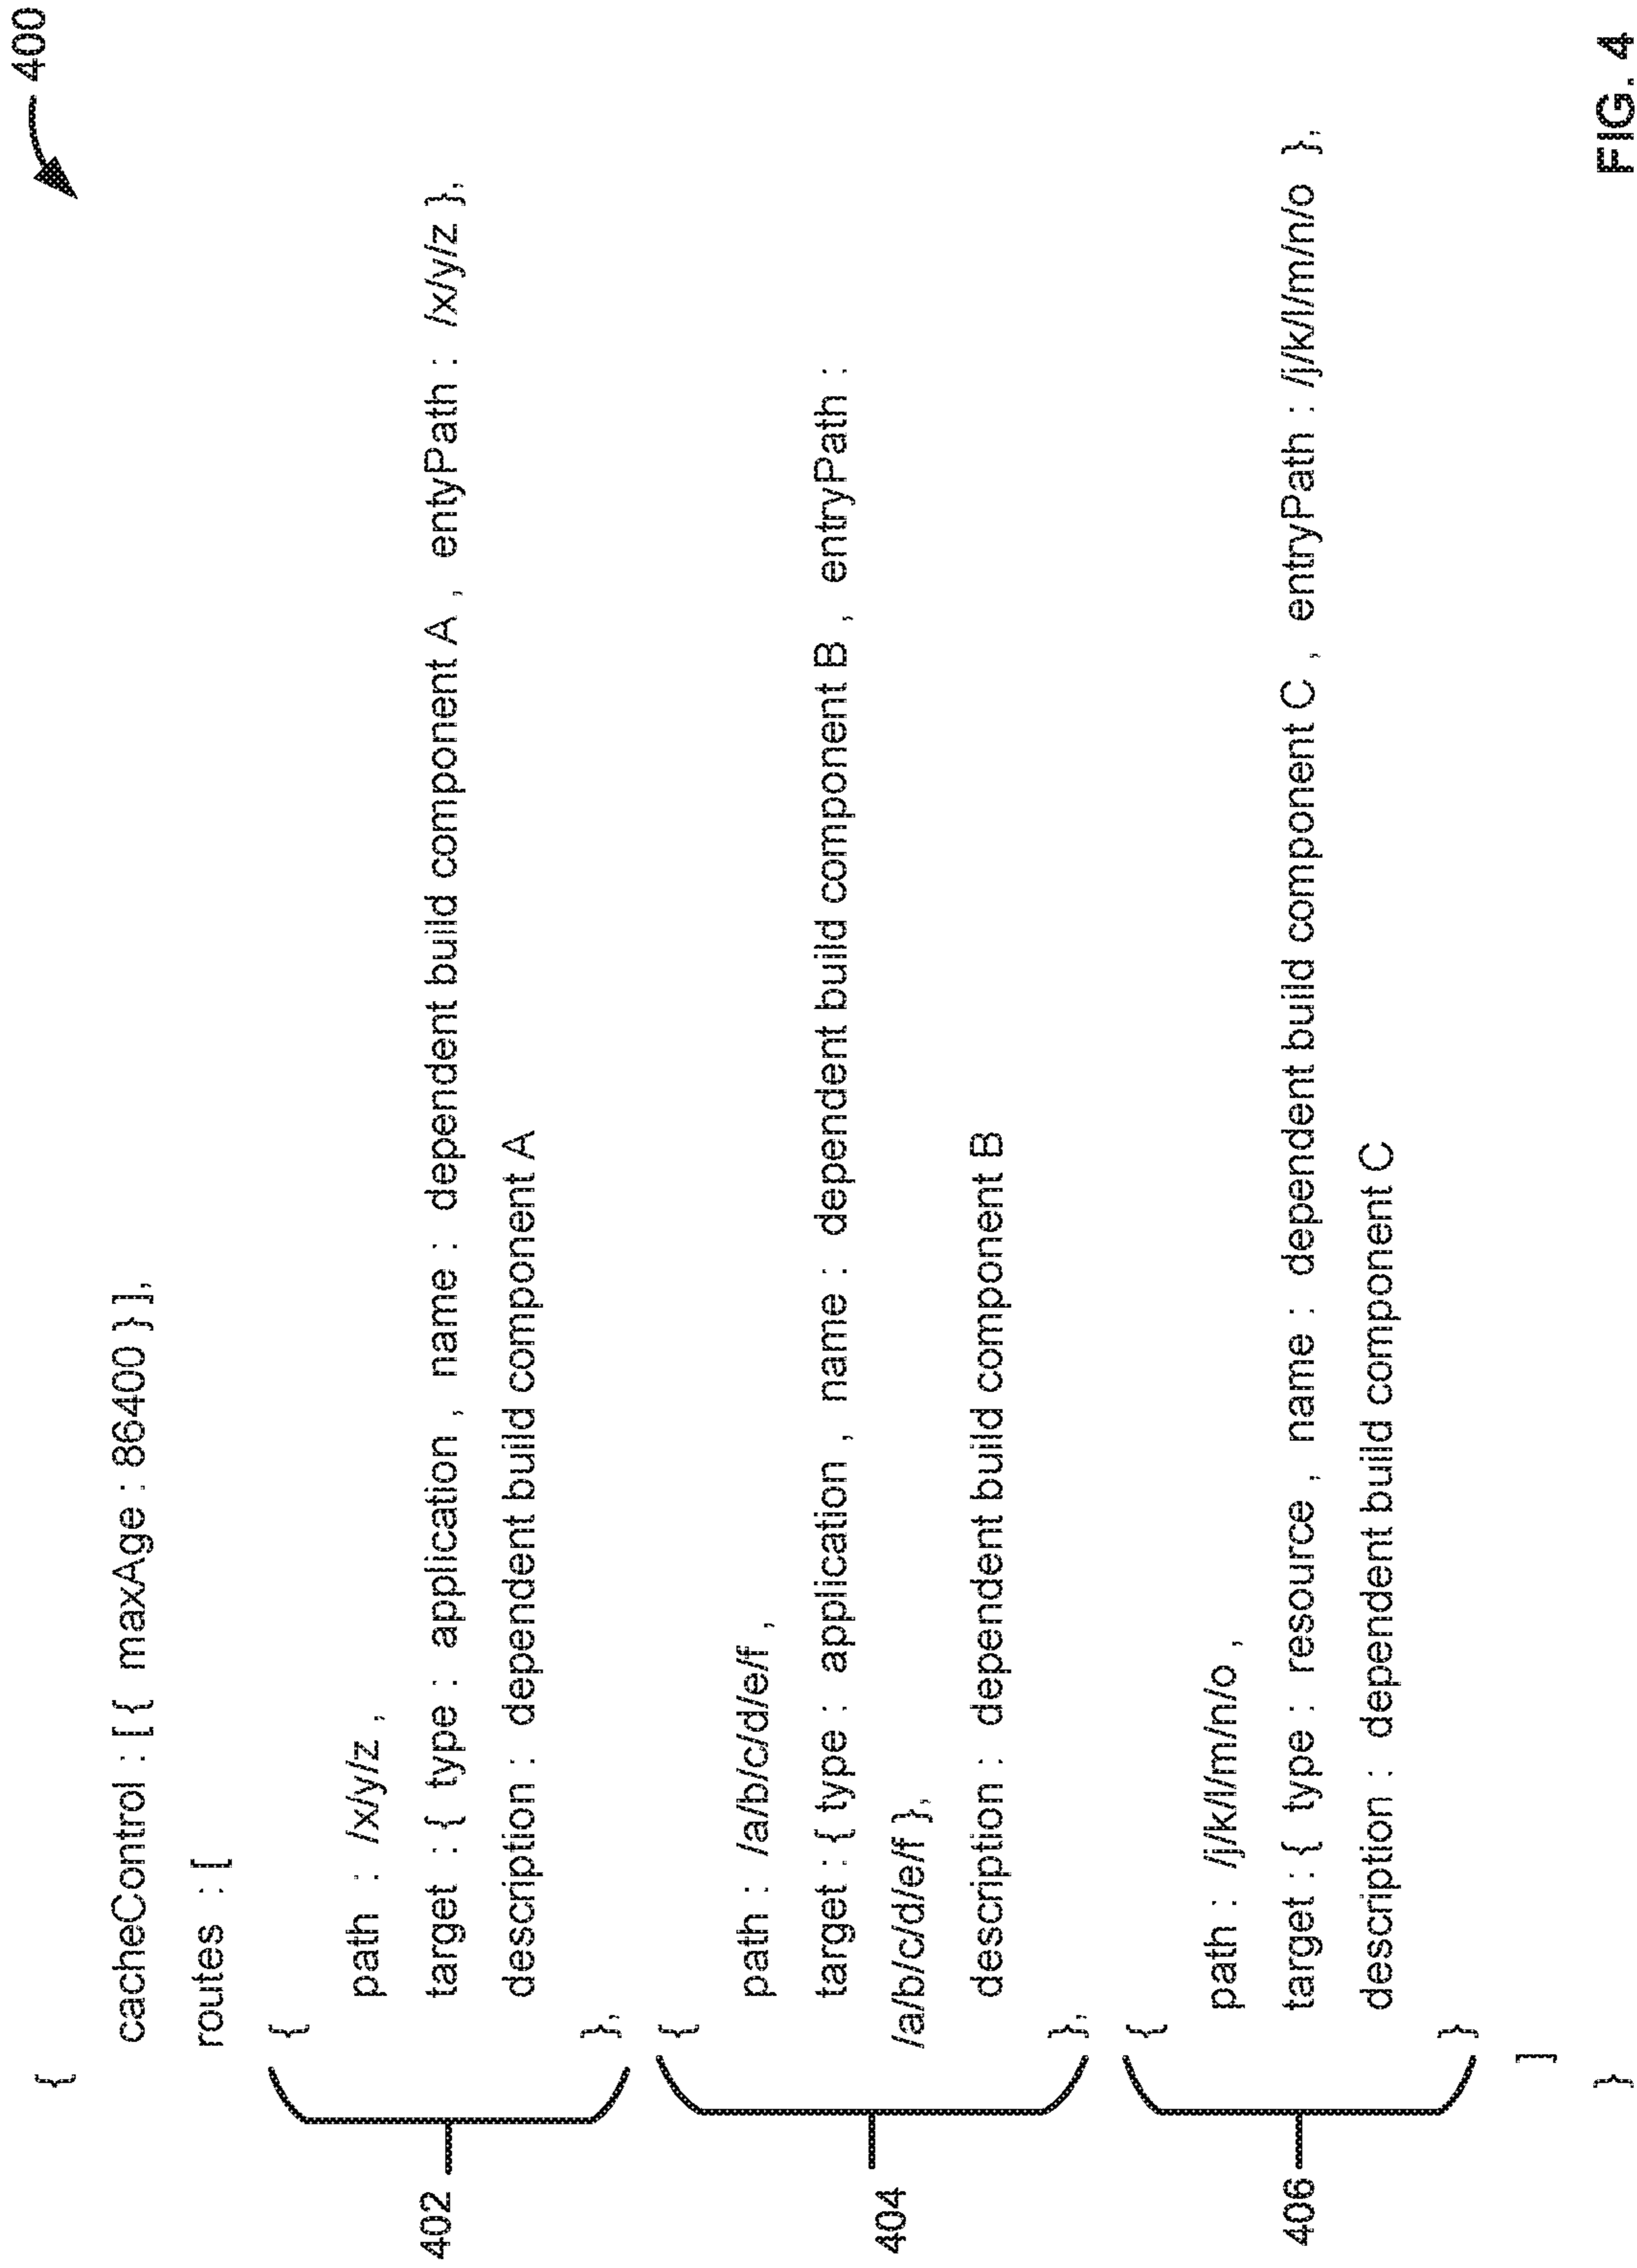 400
{
cacheControl : [ { maxAge : 86400 } ],
routes : [
{
path : /x/y/z ,
target : { type : application , name : dependent build component A , entyPath : /x/y/z },
description : dependent build component A
},
402
{
path : /a/b/c/d/e/f ,
target : { type : application , name : dependent build component B , entryPath :
/a/b/c/d/e/f },
description : dependent build component B
},
404
{
path : /j/k/l/m/n/o ,
target : { type : resource , name : dependent build component C , entryPath : /j/k/l/m/n/o },
description : dependent build component C
}
406
]
}
FIG. 4